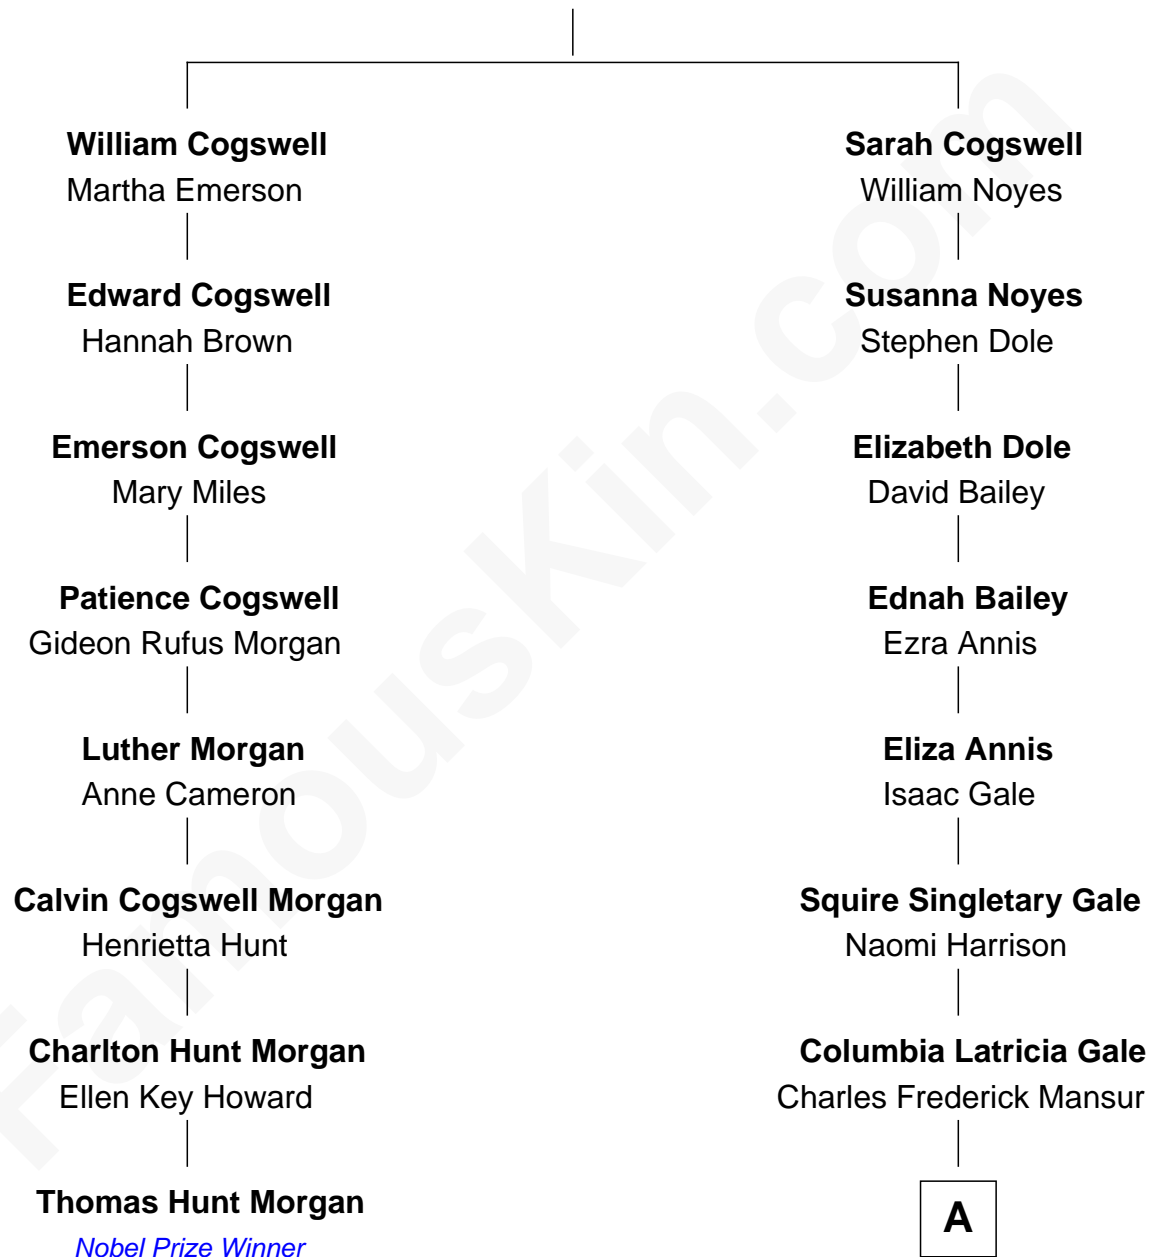 William Cogswell
Martha Emerson
Edward Cogswell
Hannah Brown
Emerson Cogswell
Mary Miles
Patience Cogswell
Gideon Rufus Morgan
Luther Morgan
Anne Cameron
Calvin Cogswell Morgan
Henrietta Hunt
Charlton Hunt Morgan
Ellen Key Howard
Thomas Hunt Morgan
Nobel Prize Winner
Sarah Cogswell
William Noyes
Susanna Noyes
Stephen Dole
Elizabeth Dole
David Bailey
Ednah Bailey
Ezra Annis
Eliza Annis
Isaac Gale
Squire Singletary Gale
Naomi Harrison
Columbia Latricia Gale
Charles Frederick Mansur
A
FamousKin.com